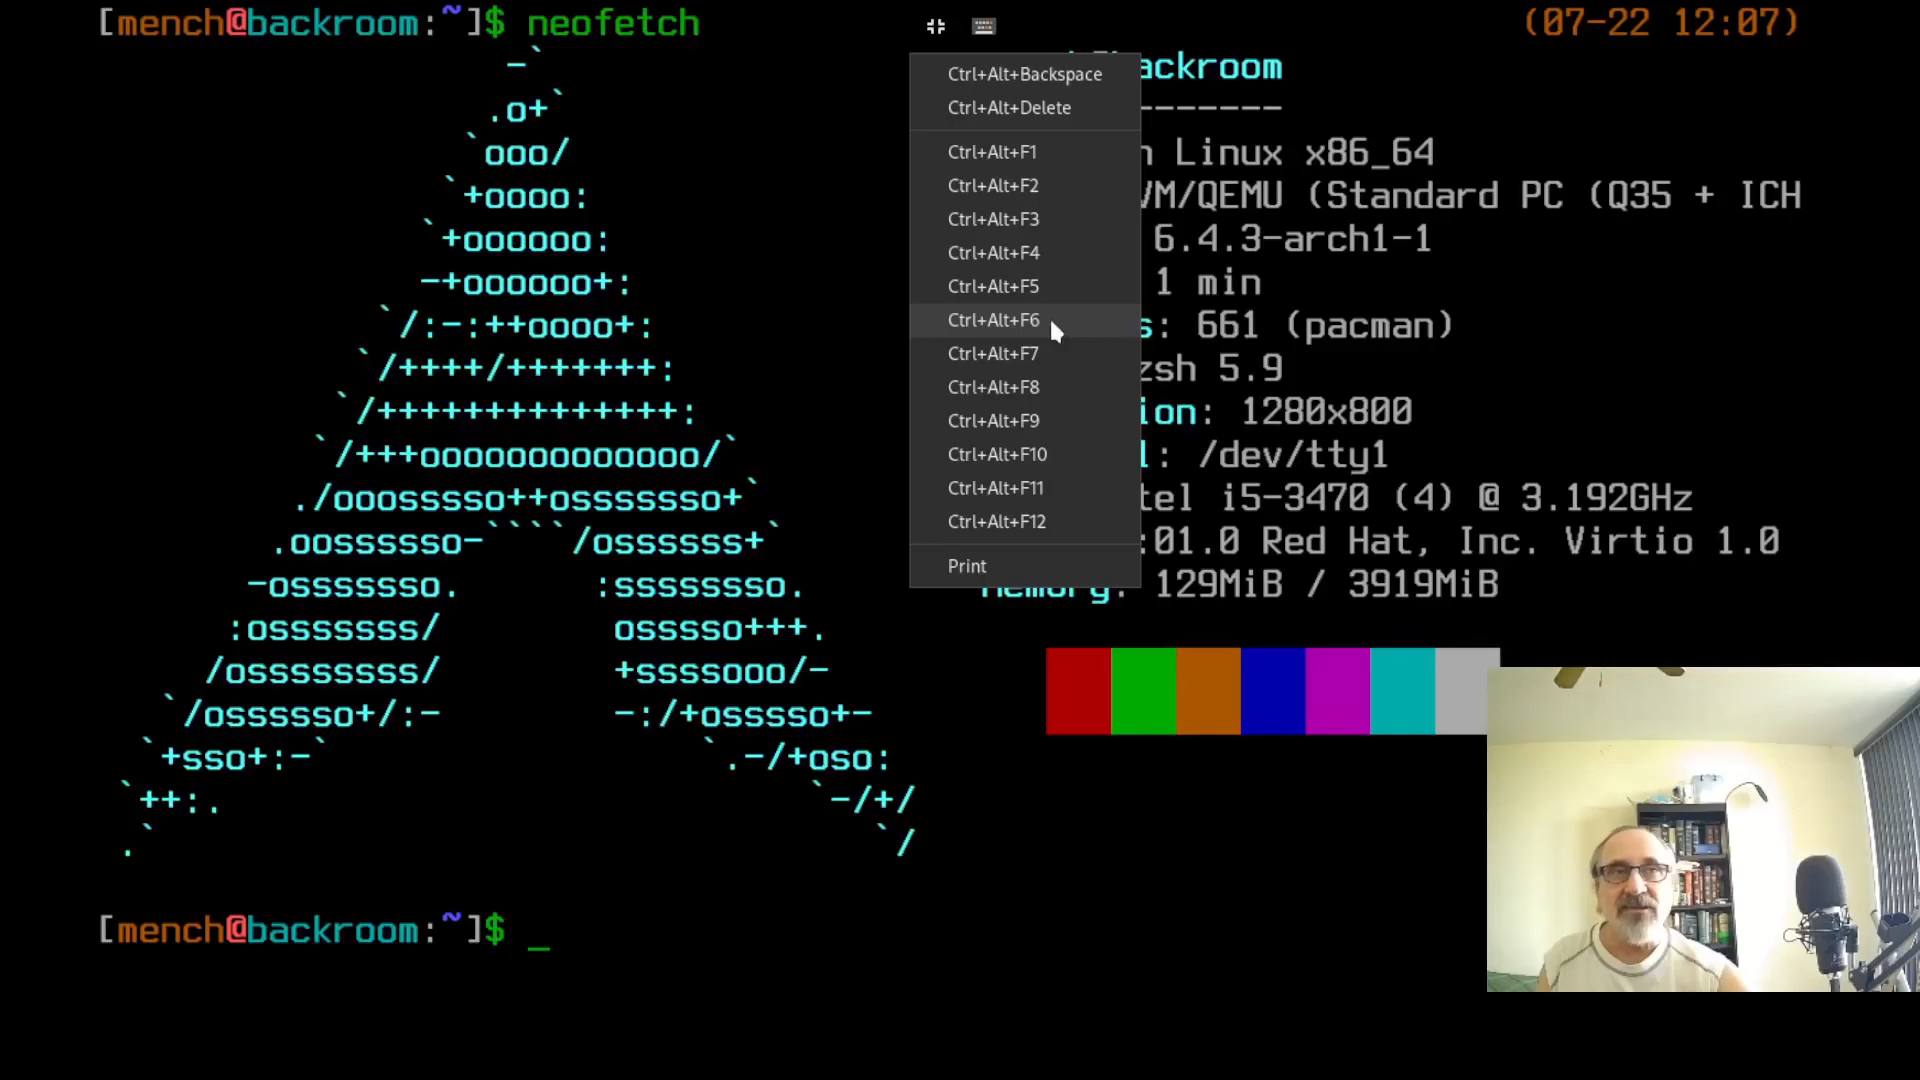 [mench@backroom:~]$ neofetch
(07-22 12:07)
ackroom
-------
Linux x86_64
VM/QEMU (Standard PC (Q35 + ICH
6.4.3-arch1-1
1 min
s: 661 (pacman)
zsh 5.9
ion: 1280x800
l: /dev/tty1
tel i5-3470 (4) @ 3.192GHz
:01.0 Red Hat, Inc. Virtio 1.0
Memory: 129MiB / 3919MiB
Ctrl+Alt+Backspace
Ctrl+Alt+Delete
Ctrl+Alt+F1
Ctrl+Alt+F2
Ctrl+Alt+F3
Ctrl+Alt+F4
Ctrl+Alt+F5
Ctrl+Alt+F6
Ctrl+Alt+F7
Ctrl+Alt+F8
Ctrl+Alt+F9
Ctrl+Alt+F10
Ctrl+Alt+F11
Ctrl+Alt+F12
Print
[mench@backroom:~]$ _